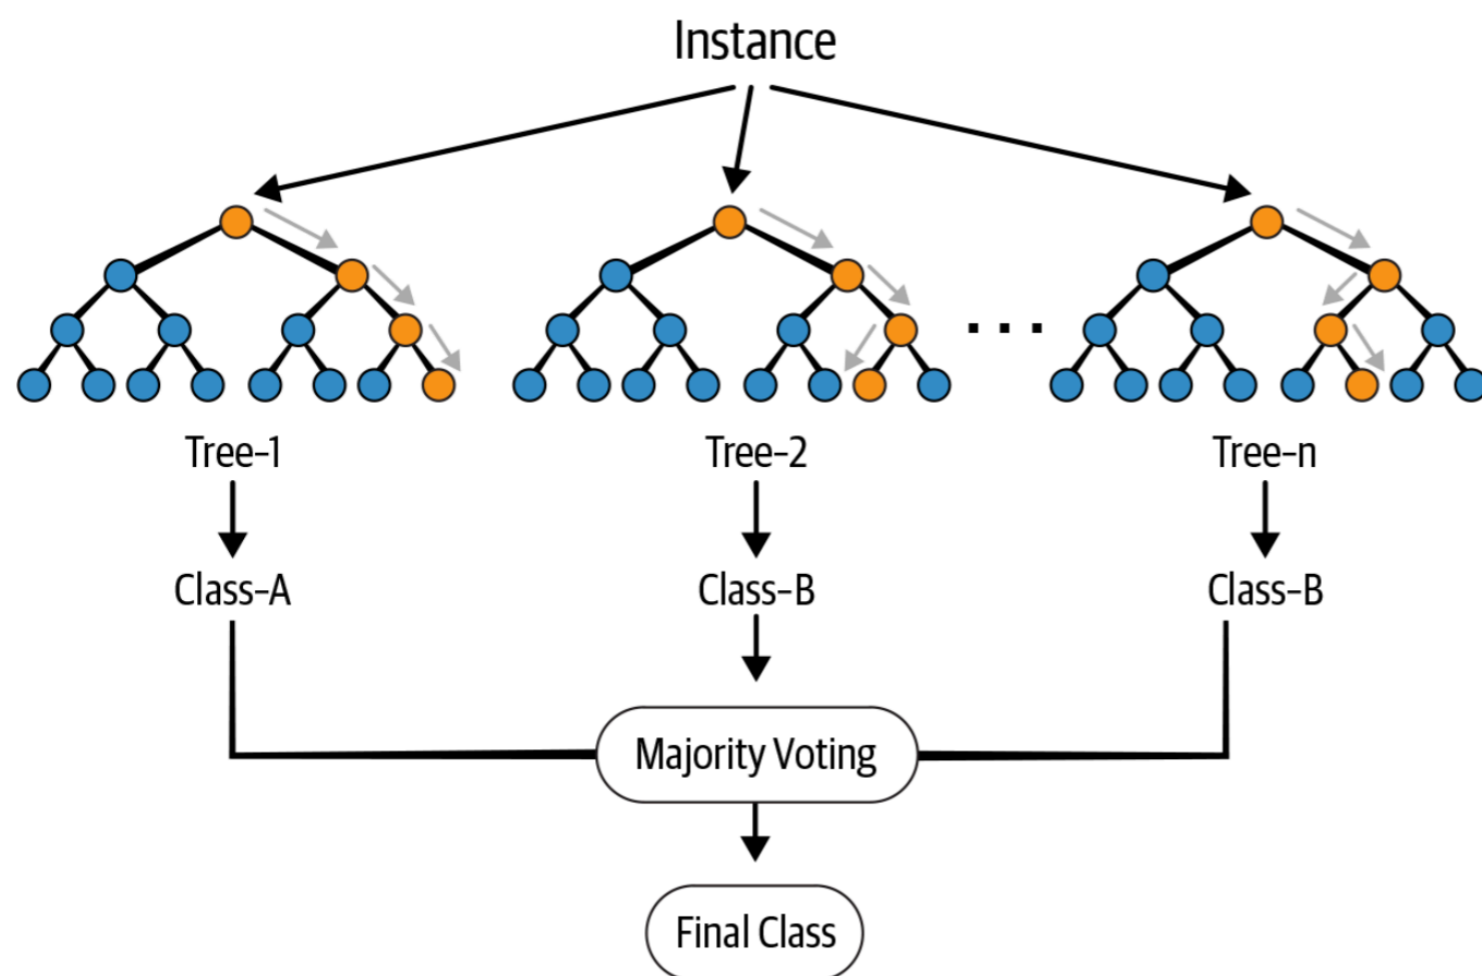 Instance
. . .
Tree-1
Tree-2
Tree-n
Class-A
Class-B
Class-B
Majority Voting
Final Class